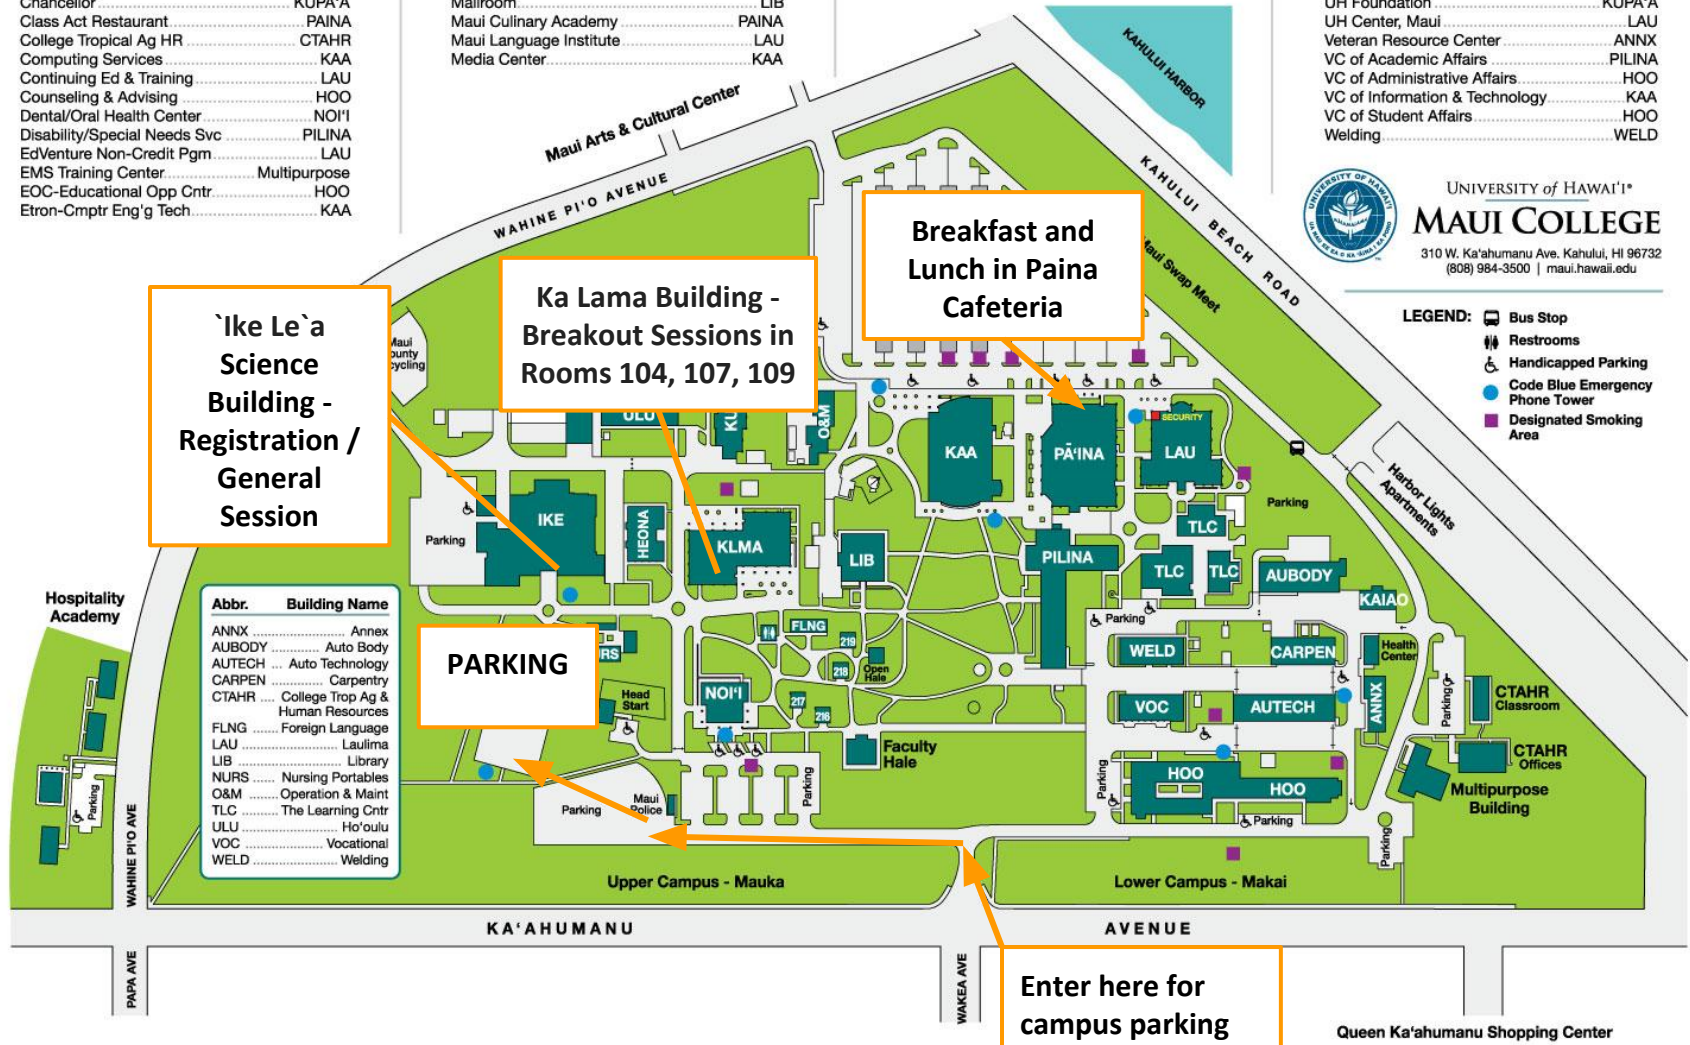 Chancellor KUPA'A
Class Act Restaurant PAINA
College Tropical Ag HR CTAHR
Computing Services KAA
Continuing Ed & Training LAU
Counseling & Advising HOO
Dental/Oral Health Center NOI'I
Disability/Special Needs Svc PILINA
EdVenture Non-Credit Pgm LAU
EMS Training Center Multipurpose
EOC-Educational Opp Cntr HOO
Etron-Cmptr Eng'g Tech KAA
Mailroom LIB
Maui Culinary Academy PAINA
Maui Language Institute LAU
Media Center KAA
UH Foundation KUPA'A
UH Center, Maui LAU
Veteran Resource Center ANNX
VC of Academic Affairs PILINA
VC of Administrative Affairs HOO
VC of Information & Technology KAA
VC of Student Affairs HOO
Welding WELD
UNIVERSITY of HAWAI'I®
MAUI COLLEGE
310 W. Ka'ahumanu Ave. Kahului, HI 96732
(808) 984-3500 | maui.hawaii.edu
LEGEND:
Bus Stop
Restrooms
Handicapped Parking
Code Blue Emergency
Phone Tower
Designated Smoking
Area
KAHULUI HARBOR
Maui Arts & Cultural Center
WAHINE PI'O AVENUE
KAHULUI BEACH ROAD
Maui Swap Meet
Breakfast and
Lunch in Paina
Cafeteria
Ka Lama Building -
Breakout Sessions in
Rooms 104, 107, 109
`Ike Le`a
Science
Building -
Registration /
General
Session
Maui
ounty
cycling
ULU
KU
O&M
KAA
PĀ'INA
SECURITY
LAU
Harbor Lights
Apartments
Parking
IKE
HEONA
KLMA
LIB
PILINA
TLC
TLC
TLC
AUBODY
KAIAO
Parking
Hospitality
Academy
Abbr. Building Name
ANNX Annex
AUBODY Auto Body
AUTECH Auto Technology
CARPEN Carpentry
CTAHR College Trop Ag &
Human Resources
FLNG Foreign Language
LAU Laulima
LIB Library
NURS Nursing Portables
O&M Operation & Maint
TLC The Learning Cntr
ULU Ho'oulu
VOC Vocational
WELD Welding
PARKING
RS
Head
Start
FLNG
219
218
217
216
Open
Hale
NOI'I
Faculty
Hale
Parking
WELD
CARPEN
Health
Center
VOC
AUTECH
ANNX
Parking
CTAHR
Classroom
CTAHR
Offices
Multipurpose
Building
HOO
HOO
Parking
Parking
Parking
Parking
Maui
Police
Parking
Parking
WAHINE PI'O AVE
Upper Campus - Mauka
Lower Campus - Makai
KA'AHUMANU AVENUE
PAPA AVE
WAKEA AVE
Enter here for
campus parking
Queen Ka'ahumanu Shopping Center